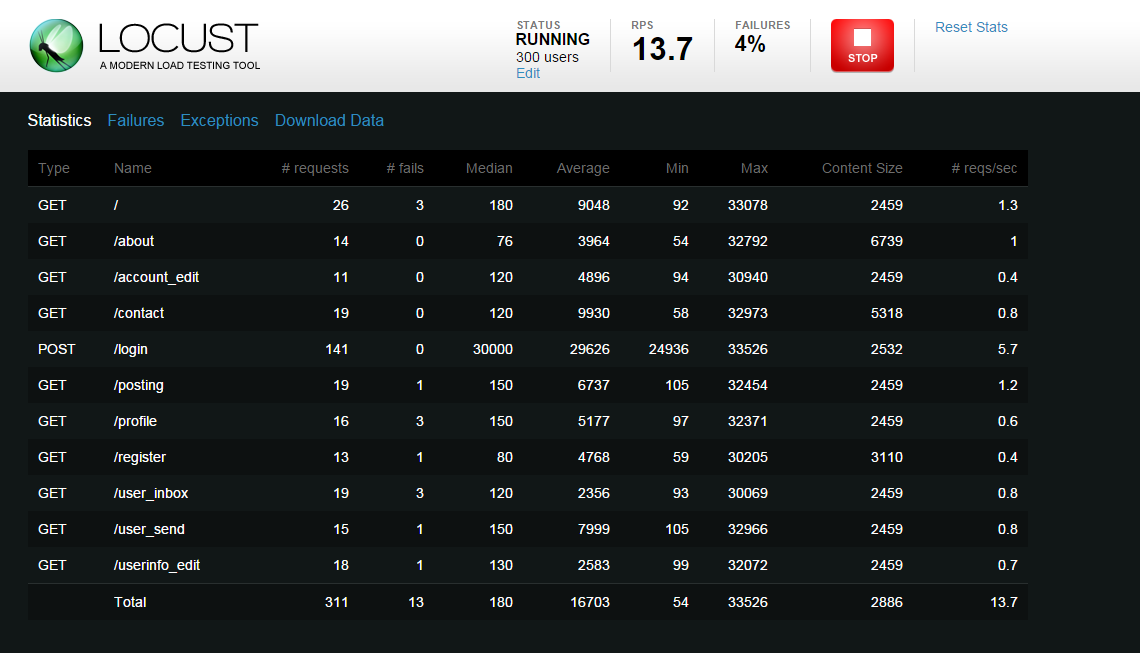 LOCUST
A MODERN LOAD TESTING TOOL
STATUS
RUNNING
300 users
Edit
RPS
13.7
FAILURES
4%
STOP
Reset Stats
Statistics Failures Exceptions Download Data
Type Name # requests # fails Median Average Min Max Content Size # reqs/sec
GET / 26 3 180 9048 92 33078 2459 1.3
GET /about 14 0 76 3964 54 32792 6739 1
GET /account_edit 11 0 120 4896 94 30940 2459 0.4
GET /contact 19 0 120 9930 58 32973 5318 0.8
POST /login 141 0 30000 29626 24936 33526 2532 5.7
GET /posting 19 1 150 6737 105 32454 2459 1.2
GET /profile 16 3 150 5177 97 32371 2459 0.6
GET /register 13 1 80 4768 59 30205 3110 0.4
GET /user_inbox 19 3 120 2356 93 30069 2459 0.8
GET /user_send 15 1 150 7999 105 32966 2459 0.8
GET /userinfo_edit 18 1 130 2583 99 32072 2459 0.7
Total 311 13 180 16703 54 33526 2886 13.7